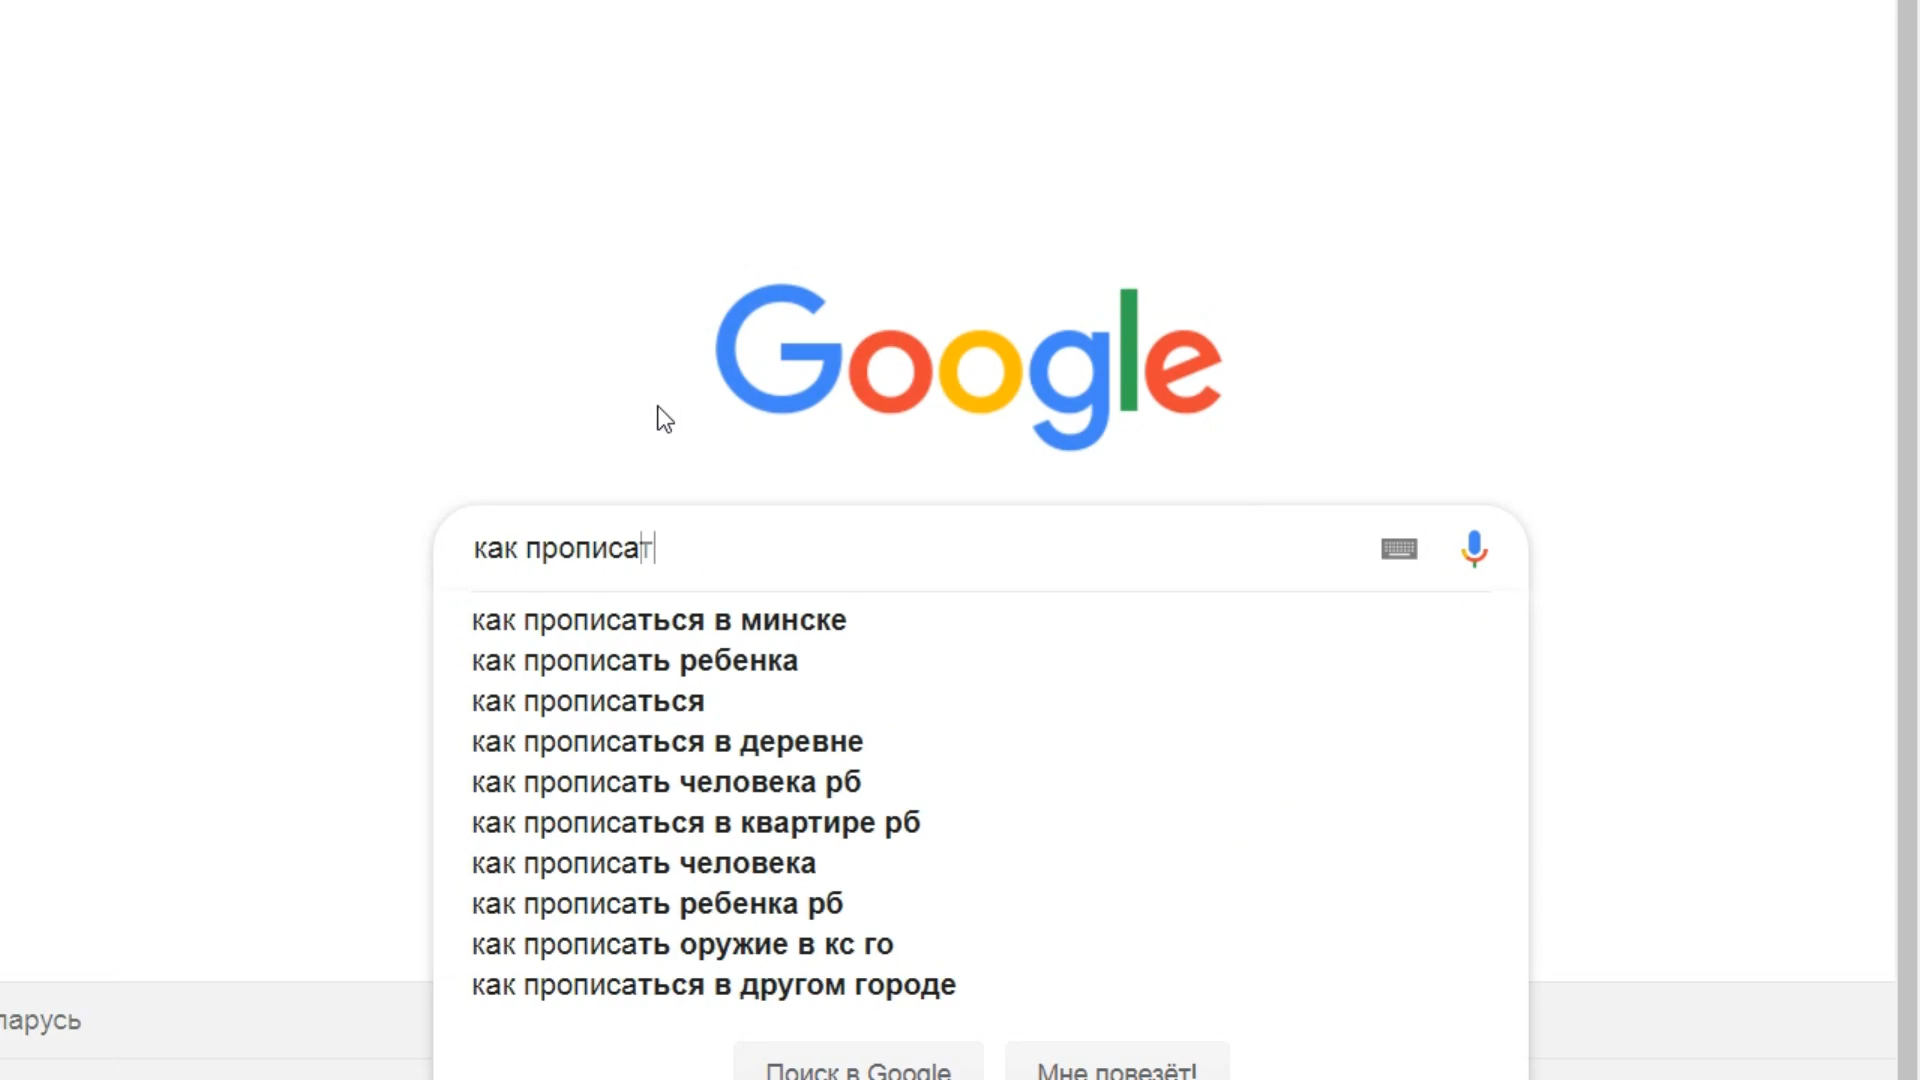 Google
как прописат
как прописаться в минске
как прописать ребенка
как прописаться
как прописаться в деревне
как прописать человека рб
как прописаться в квартире рб
как прописать человека
как прописать ребенка рб
как прописать оружие в кс го
как прописаться в другом городе
ларусь
Поиск в Google
Мне повезёт!